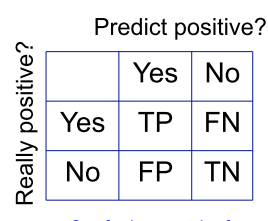 Predict positive?
Really positive?
Yes No
Yes TP FN
No FP TN